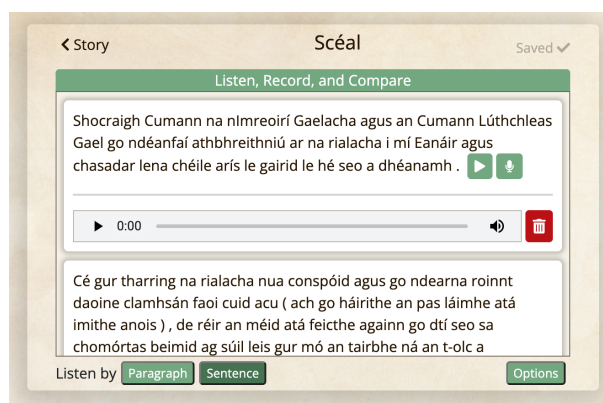 Story
Scéal
Saved
Listen, Record, and Compare
Shocraigh Cumann na nImreoirí Gaelacha agus an Cumann Lúthchleas
Gael go ndéanfaí athbhreithniú ar na rialacha i mí Eanáir agus
chasadar lena chéile arís le gairid le hé seo a dhéanamh .
0:00
Cé gur tharring na rialacha nua conspóid agus go ndearna roinnt
daoine clamhsán faoi cuid acu ( ach go háirithe an pas láimhe atá
imithe anois ) , de réir an méid atá feicthe againn go dtí seo sa
chomórtas beimid ag súil leis gur mó an tairbhe ná an t-olc a
Listen by Paragraph Sentence Options